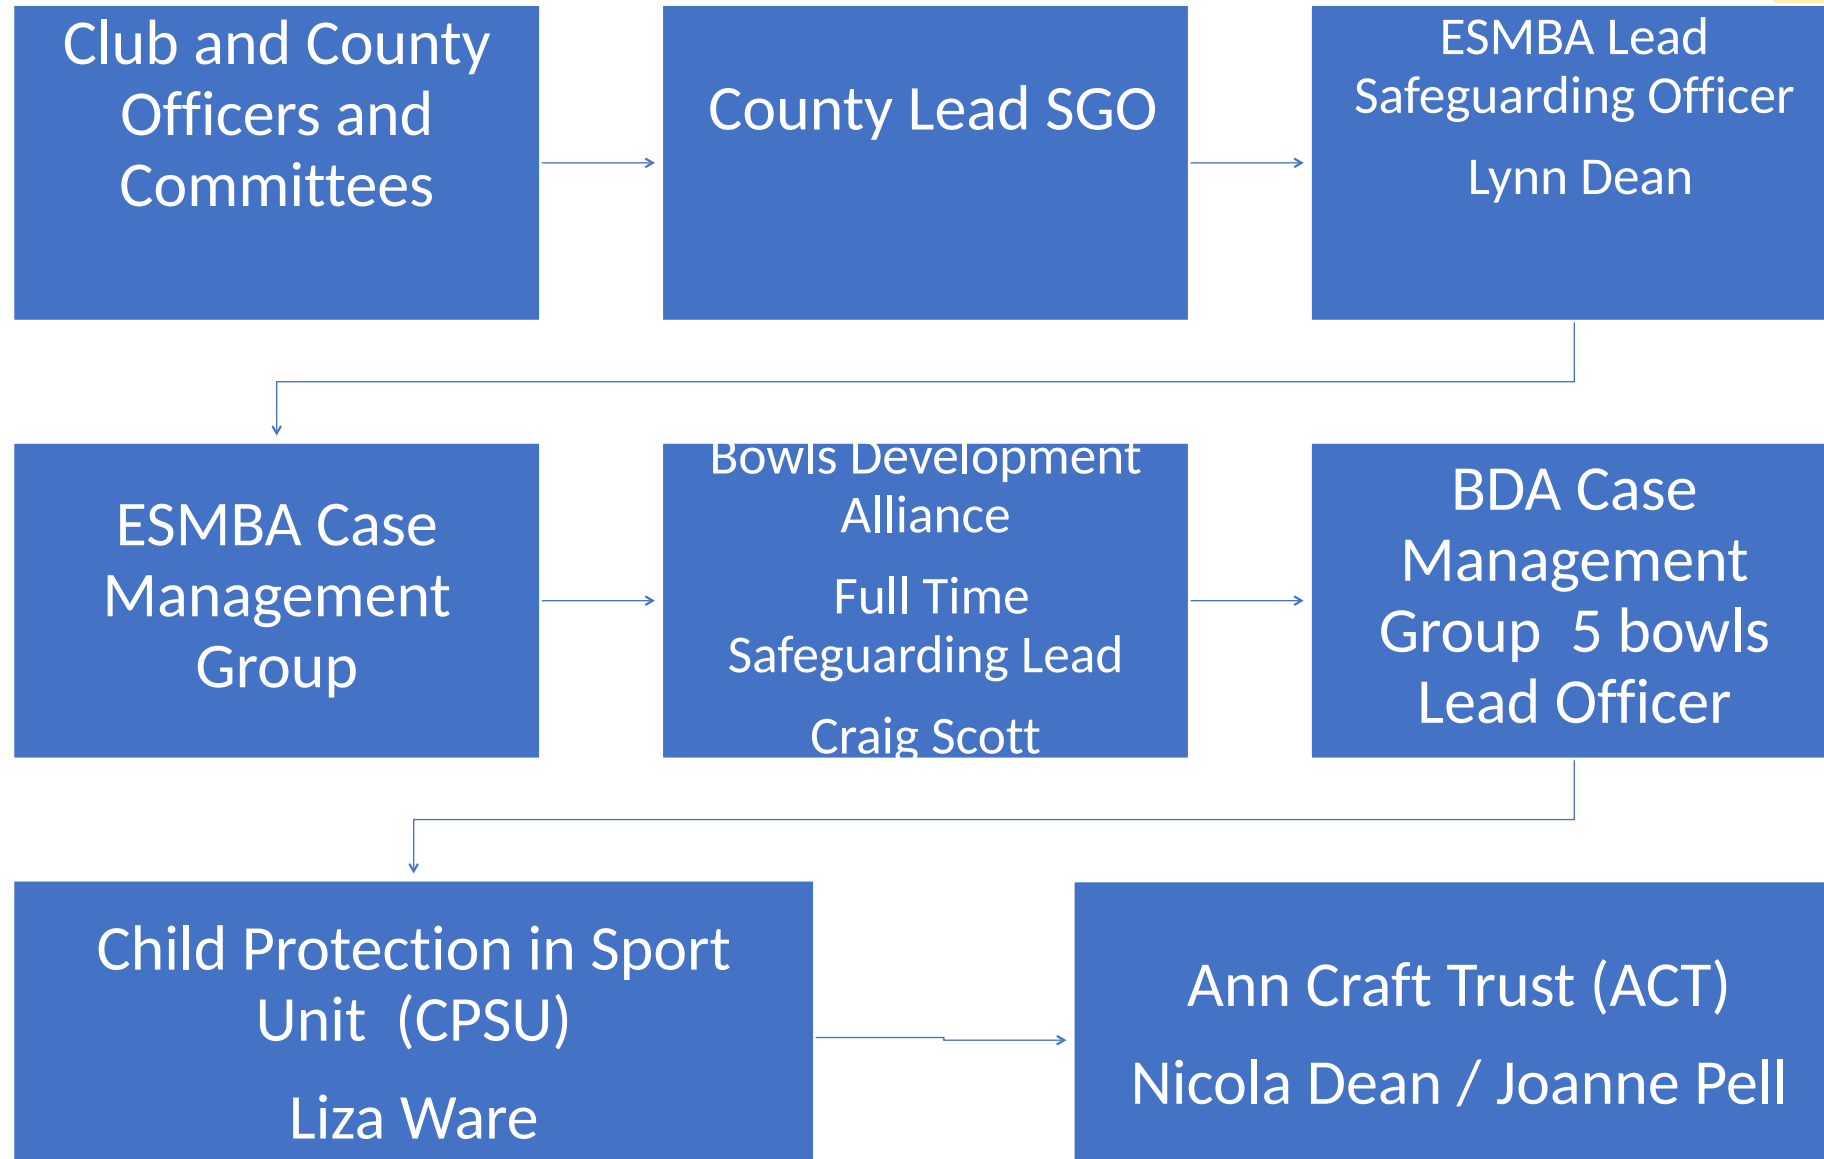 Club and County
Officers and
Committees
County Lead SGO
ESMBA Lead
Safeguarding Officer
Lynn Dean
ESMBA Case
Management
Group
Bowls Development
Alliance
Full Time
Safeguarding Lead
Craig Scott
BDA Case
Management
Group  5 bowls
Lead Officer
Child Protection in Sport
Unit  (CPSU)
Liza Ware
Ann Craft Trust (ACT)
Nicola Dean / Joanne Pell